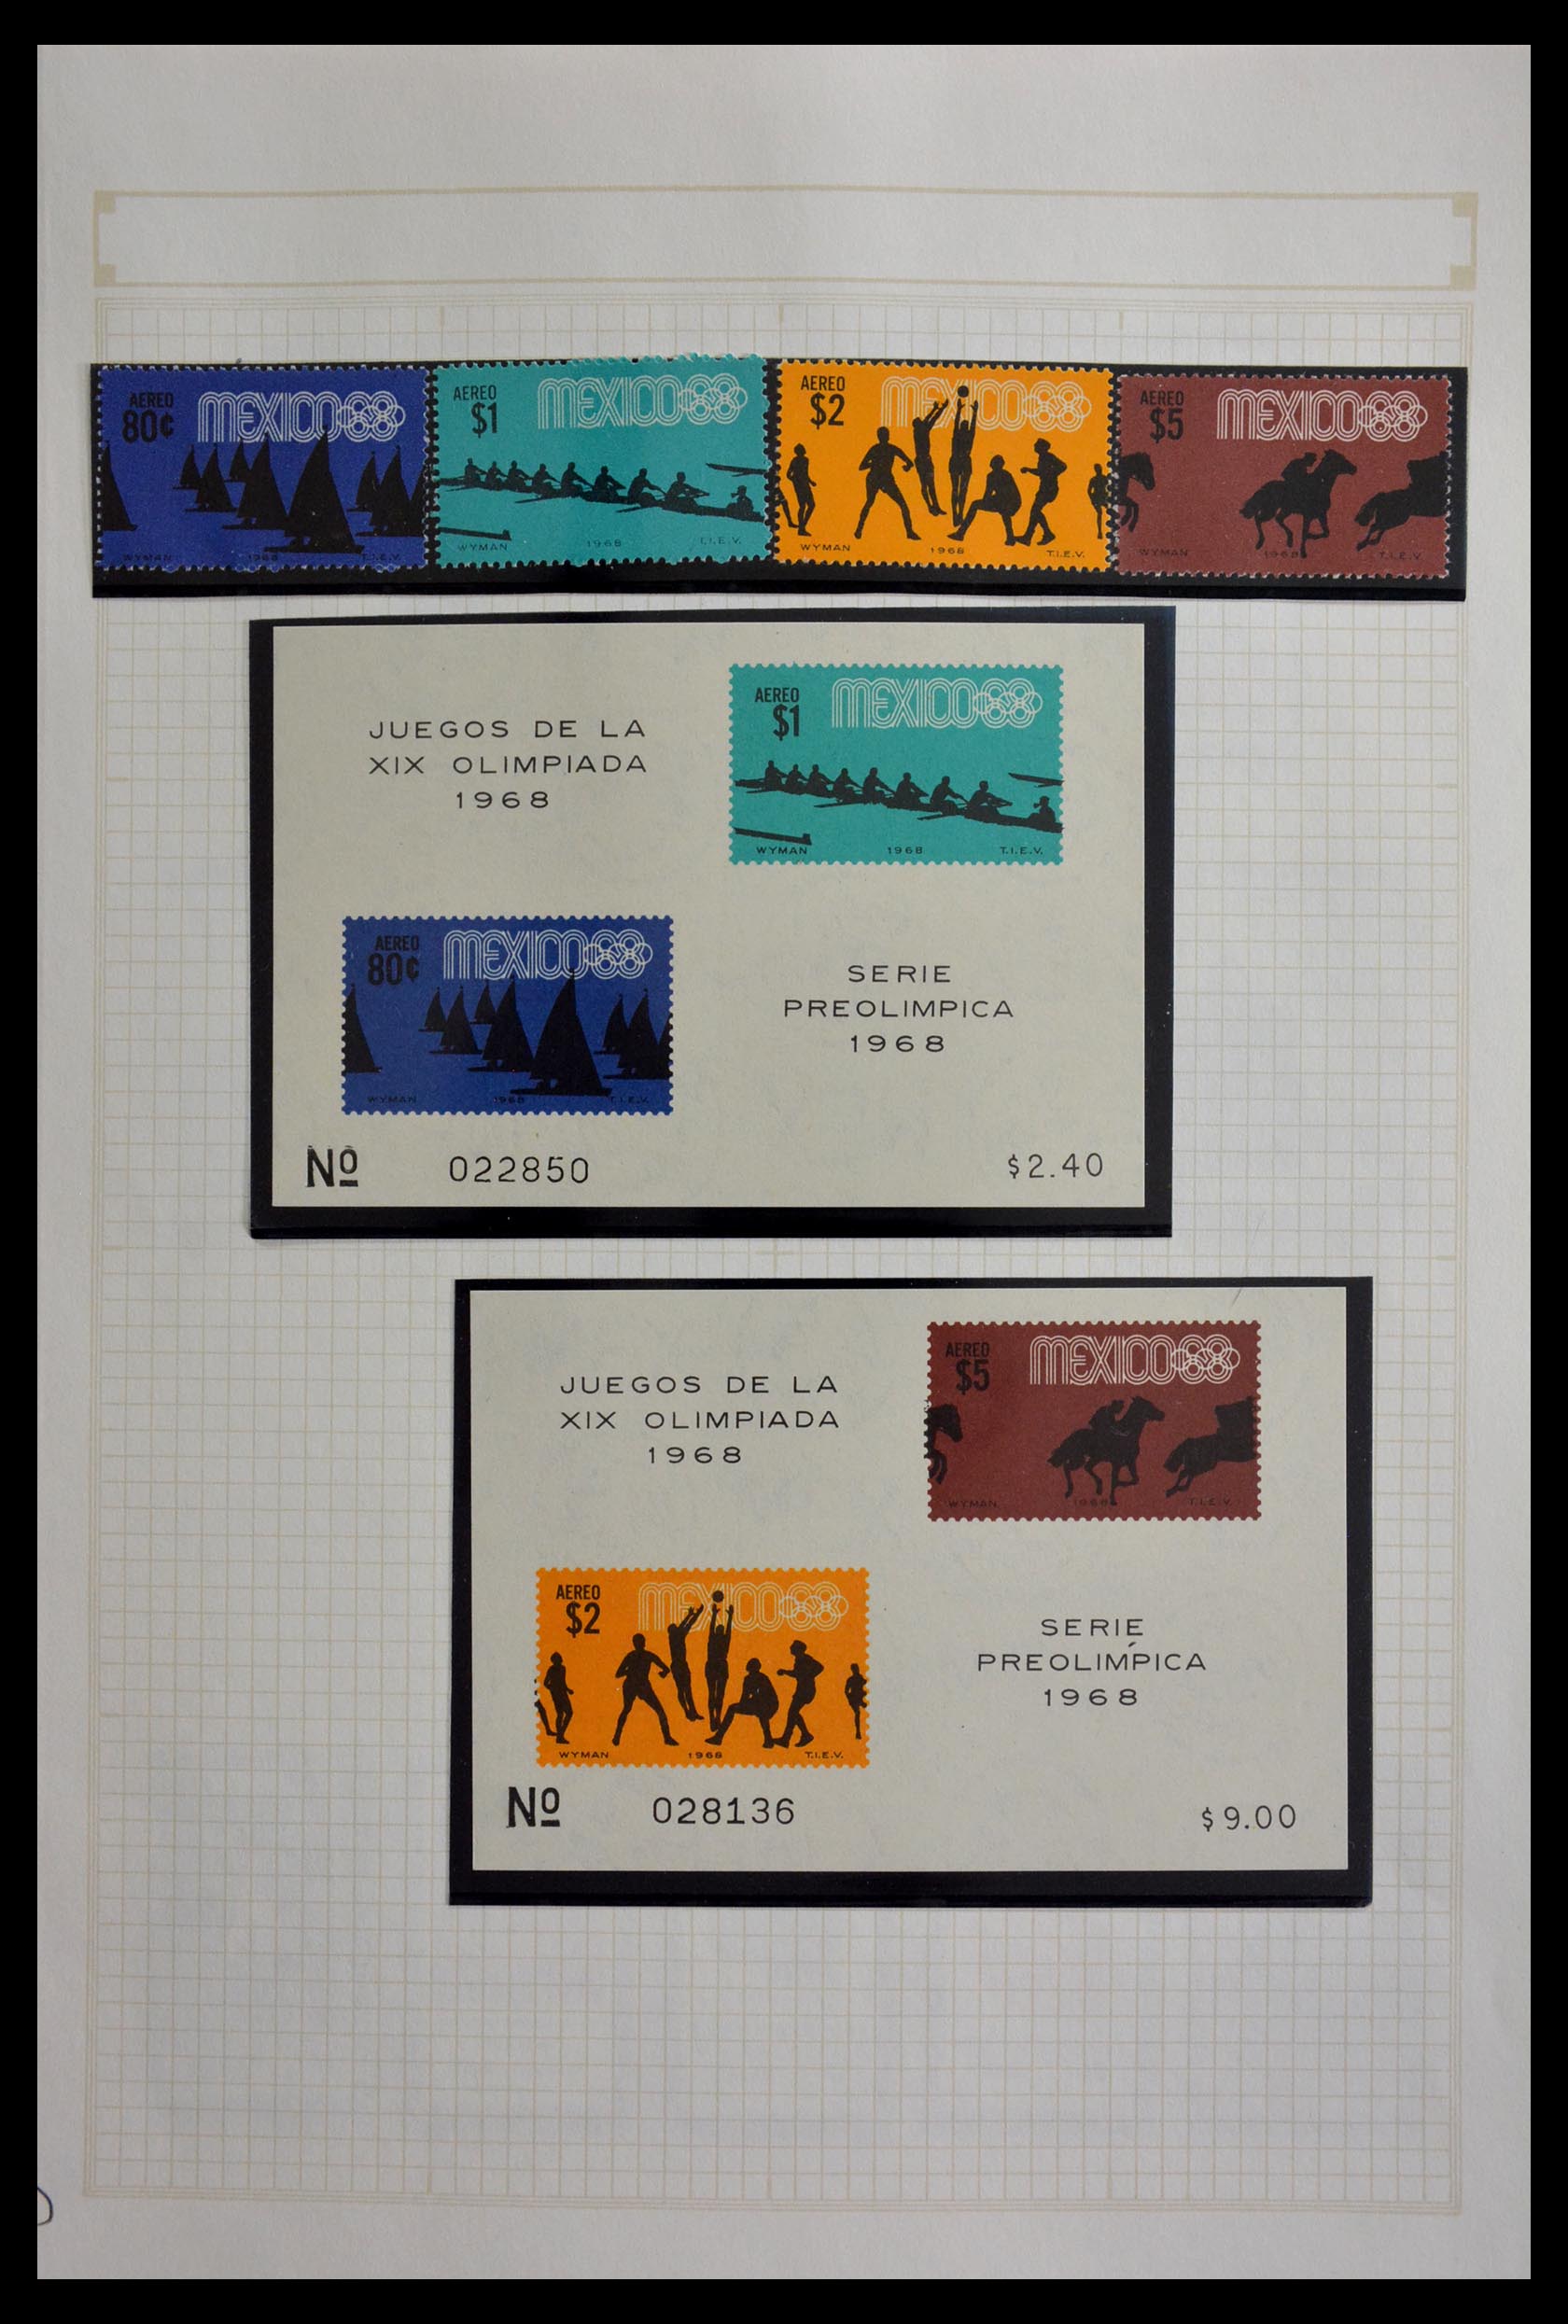 AEREO
80¢
MEXICO68
WYMAN 1968 T.I.E.V.
AEREO
$1
MEXICO68
WYMAN 1968 T.I.E.V.
AEREO
$2
MEXICO68
WYMAN 1968 T.I.E.V.
AEREO
$5
MEXICO68
WYMAN 1968 T.I.E.V.
JUEGOS DE LA
XIX OLIMPIADA
1968
AEREO
$1
MEXICO68
WYMAN 1968 T.I.E.V.
AEREO
80¢
MEXICO68
WYMAN 1968 T.I.E.V.
SERIE
PREOLIMPICA
1968
Nº 022850 $2.40
JUEGOS DE LA
XIX OLIMPIADA
1968
AEREO
$5
MEXICO68
WYMAN 1968 T.I.E.V.
AEREO
$2
MEXICO68
WYMAN 1968 T.I.E.V.
SERIE
PREOLIMṔICA
1968
Nº 028136 $9.00